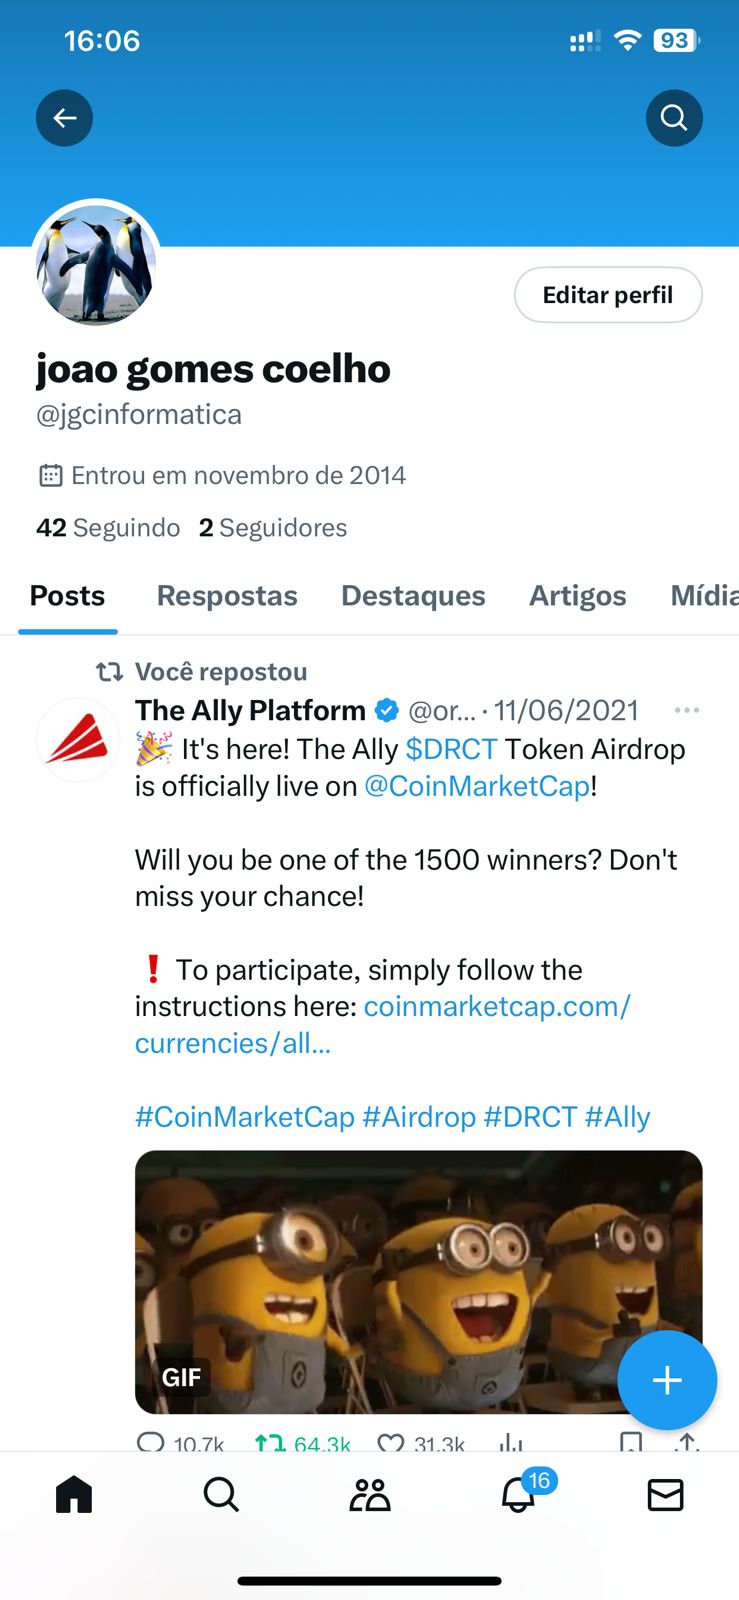 16:06
93
Editar perfil
joao gomes coelho
@jgcinformatica
Entrou em novembro de 2014
42 Seguindo 2 Seguidores
Posts Respostas Destaques Artigos Mídia
Você repostou
The Ally Platform @or... · 11/06/2021
It's here! The Ally $DRCT Token Airdrop
is officially live on @CoinMarketCap!
Will you be one of the 1500 winners? Don't
miss your chance!
❗ To participate, simply follow the
instructions here: coinmarketcap.com/
currencies/all...
#CoinMarketCap #Airdrop #DRCT #Ally
GIF
10.7k 64.3k 31.3k
16